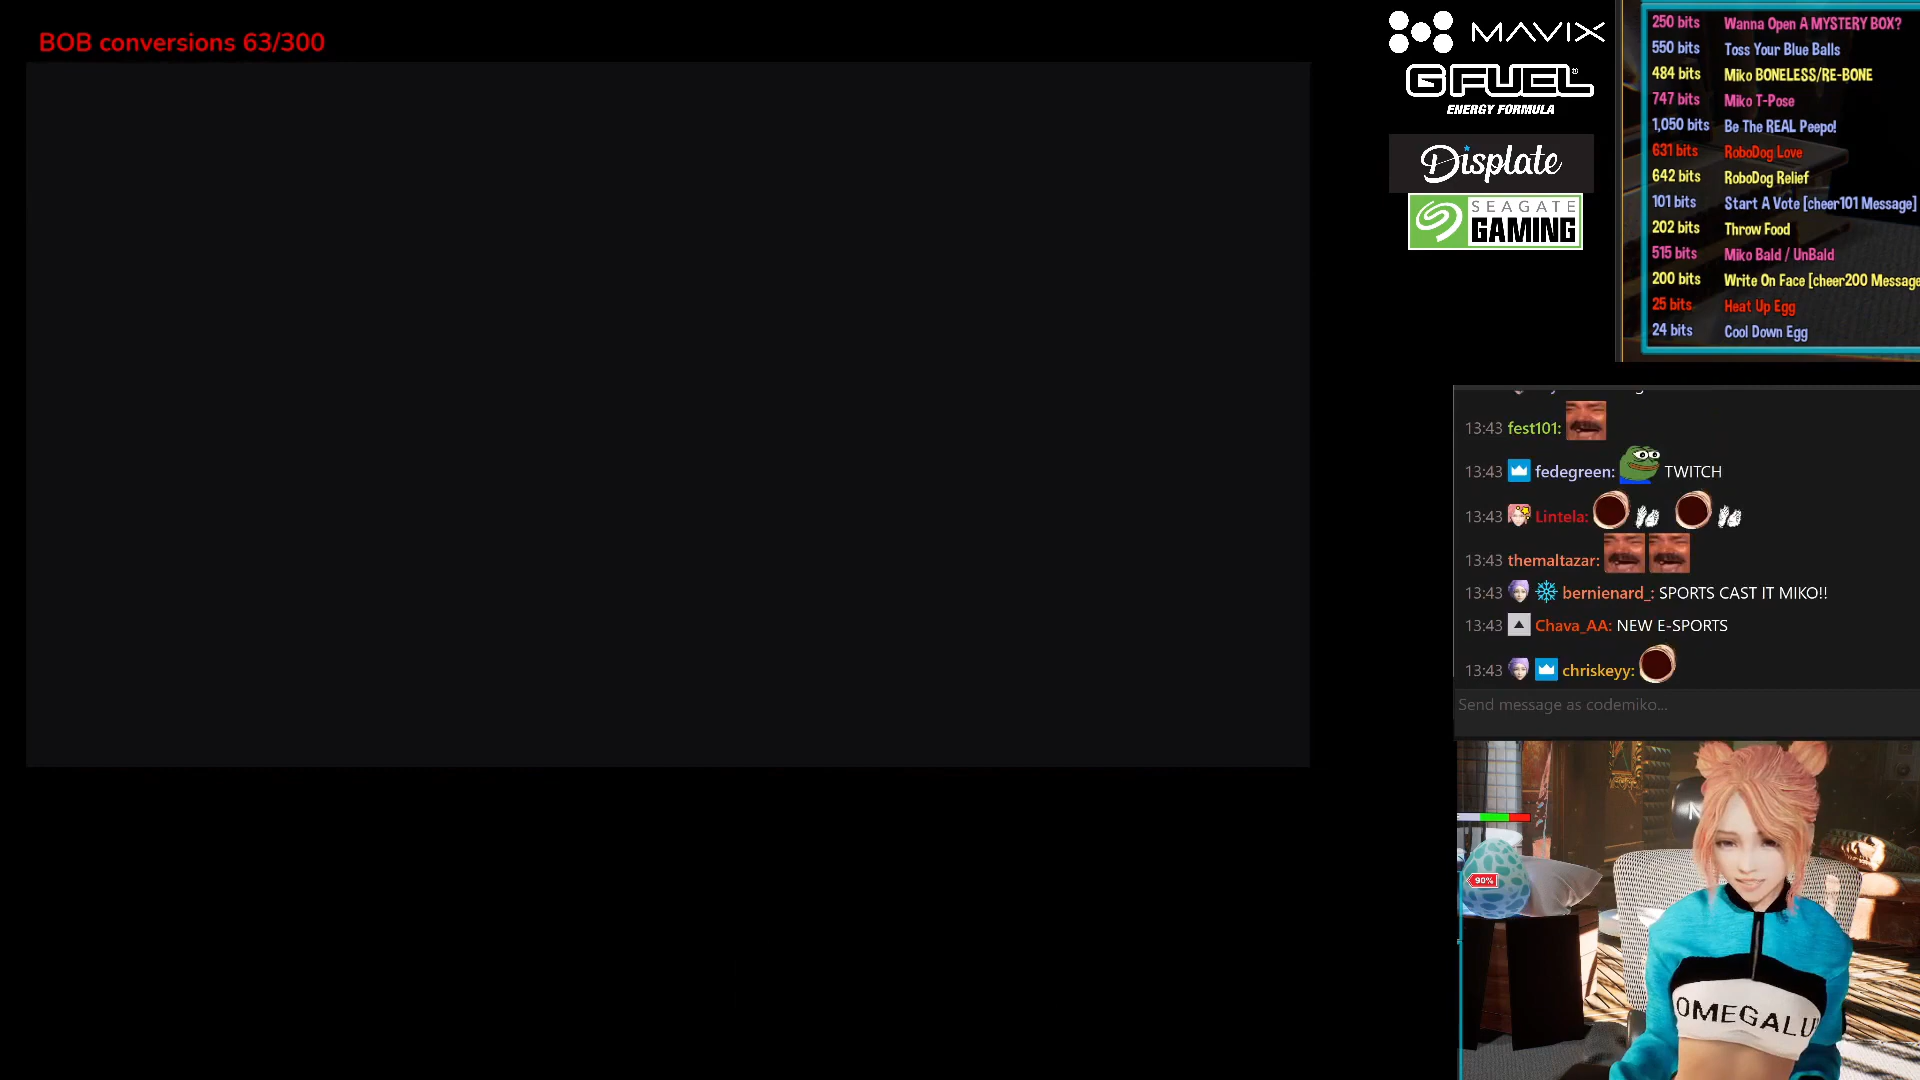 BOB conversions 63/300
MAVIX
G FUEL
ENERGY FORMULA
Displate
SEAGATE
GAMING
250 bits Wanna Open A MYSTERY BOX?
550 bits Toss Your Blue Balls
484 bits Miko BONELESS/RE-BONE
747 bits Miko T-Pose
1,050 bits Be The REAL Peepo!
631 bits RoboDog Love
642 bits RoboDog Relief
101 bits Start A Vote [cheer101 Message]
202 bits Throw Food
515 bits Miko Bald / UnBald
200 bits Write On Face [cheer200 Message
25 bits Heat Up Egg
24 bits Cool Down Egg
13:43 fest101:
13:43 fedegreen: TWITCH
13:43 Lintela:
13:43 themaltazar:
13:43 bernienard_: SPORTS CAST IT MIKO!!
13:43 Chava_AA: NEW E-SPORTS
13:43 chriskeyy:
Send message as codemiko...
90%
OMEGALU